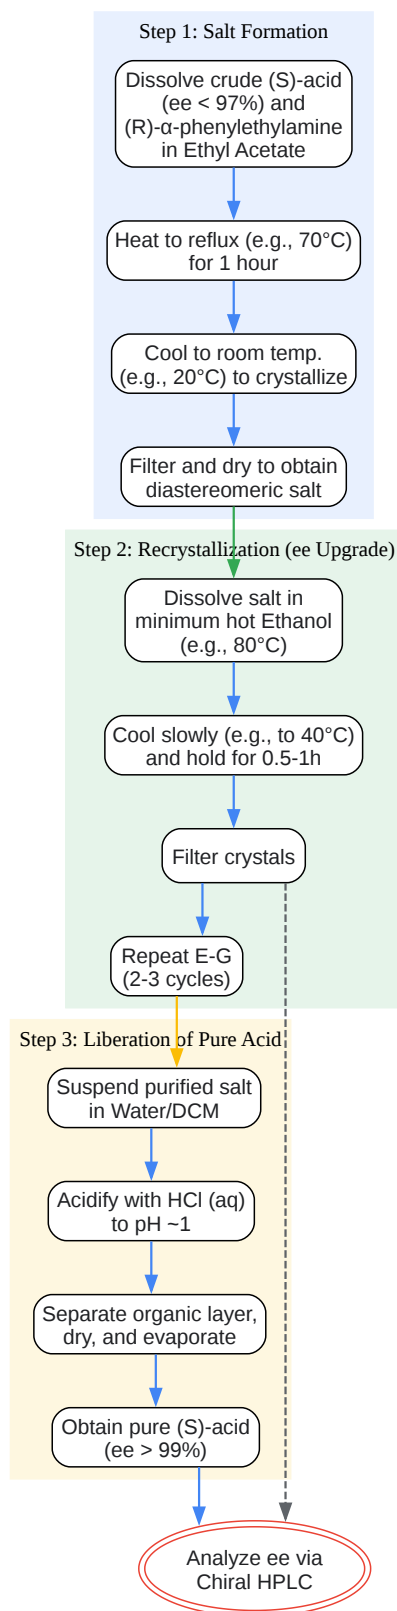 Step 1: Salt Formation
Dissolve crude (S)-acid
(ee < 97%) and
(R)-α-phenylethylamine
in Ethyl Acetate
Heat to reflux (e.g., 70°C)
for 1 hour
Cool to room temp.
(e.g., 20°C) to crystallize
Filter and dry to obtain
diastereomeric salt
Step 2: Recrystallization (ee Upgrade)
Dissolve salt in
minimum hot Ethanol
(e.g., 80°C)
Cool slowly (e.g., to 40°C)
and hold for 0.5-1h
Filter crystals
Repeat E-G
(2-3 cycles)
Step 3: Liberation of Pure Acid
Suspend purified salt
in Water/DCM
Acidify with HCl (aq)
to pH ~1
Separate organic layer,
dry, and evaporate
Obtain pure (S)-acid
(ee > 99%)
Analyze ee via
Chiral HPLC